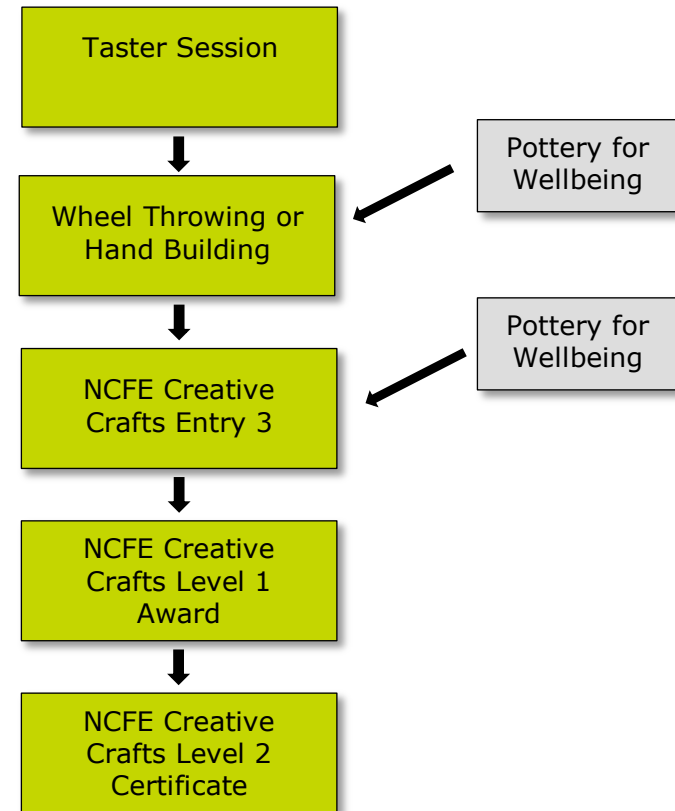 Taster Session
Pottery for
Wellbeing
Wheel Throwing or
Hand Building
Pottery for
Wellbeing
NCFE Creative
Crafts Entry 3
NCFE Creative
Crafts Level 1
Award
NCFE Creative
Crafts Level 2
Certificate